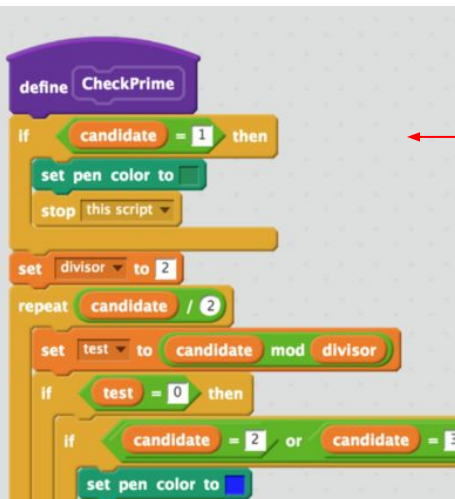 define CheckPrime
if candidate = 1 then
set pen color to
stop this script
set divisor to 2
repeat candidate / 2
set test to candidate mod divisor
if test = 0 then
if candidate = 2 or candidate = 3
set pen color to